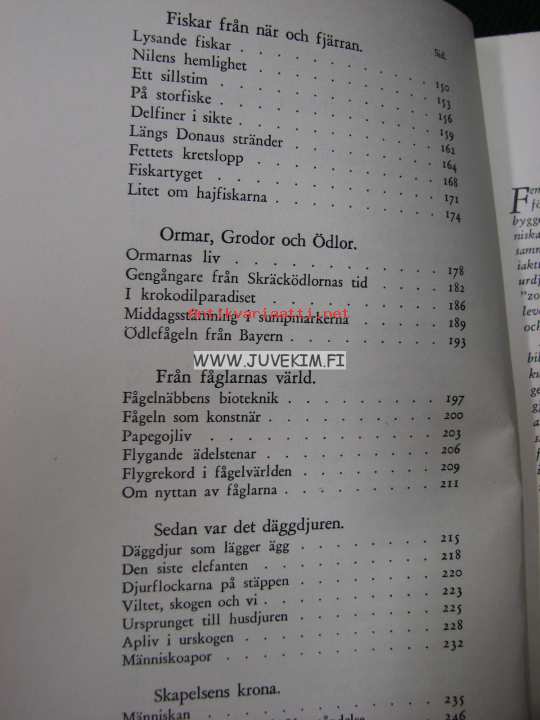 Fiskar från när och fjärran.
Sid.
Lysande fiskar . . . . . . . . . 150
Nilens hemlighet . . . . . . . . 153
Ett sillstim . . . . . . . . . . 156
På storfiske . . . . . . . . . . 159
Delfiner i sikte . . . . . . . . 162
Längs Donaus stränder . . . . . . 164
Fettets kretslopp . . . . . . . . 168
Fiskartyget . . . . . . . . . . 171
Litet om hajfiskarna . . . . . . . 174
Ormar, Grodor och Ödlor.
Ormarnas liv . . . . . . . . . . 178
Gengångare från Skräcködlornas tid . . . . 182
I krokodilparadiset . . . . . . . . 186
antikvariaatti.net
Middagsstämning i sumpmarkerna . . . . 189
Ödlefågeln från Bayern . . . . . . . 193
WWW.JUVEKIM.FI
Från fåglarnas värld.
Fågelnäbbens bioteknik . . . . . . . 197
Fågeln som konstnär . . . . . . . . 200
Papegojliv . . . . . . . . . . 203
Flygande ädelstenar . . . . . . . . 206
Flygrekord i fågelvärlden . . . . . . 209
Om nyttan av fåglarna . . . . . . . 211
Sedan var det däggdjuren.
Däggdjur som lägger ägg . . . . . . 215
Den siste elefanten . . . . . . . . 218
Djurflockarna på stäppen . . . . . . 220
Viltet, skogen och vi . . . . . . . 223
Ursprunget till husdjuren . . . . . . 225
Apliv i urskogen . . . . . . . . 228
Människoapor . . . . . . . . . 232
Skapelsens krona.
Människan . . . . . . . . . . 235
246